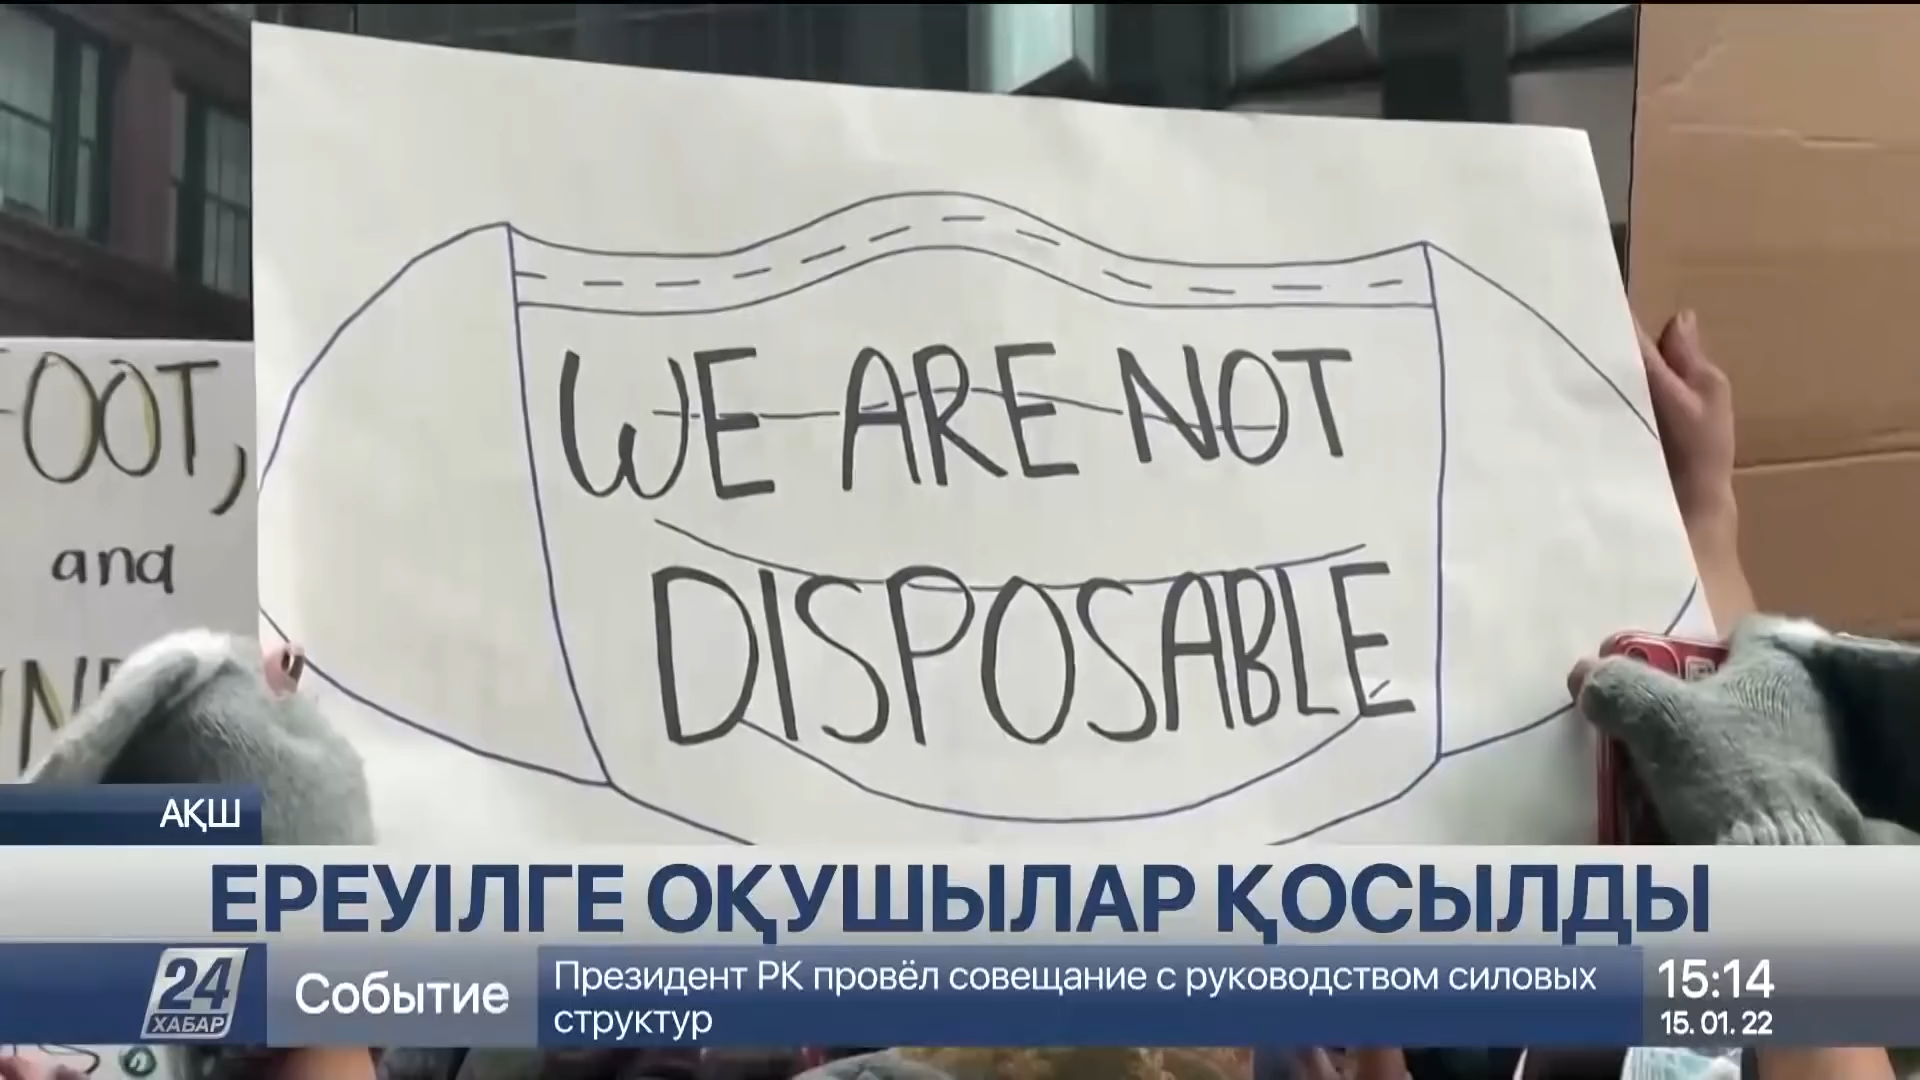 WE ARE NOT
DISPOSABLE
OOT,
and
АҚШ
ЕРЕУІЛГЕ ОҚУШЫЛАР ҚОСЫЛДЫ
24
ХАБАР
Событие
Президент РК провёл совещание с руководством силовых
структур
15:14
15.01.22